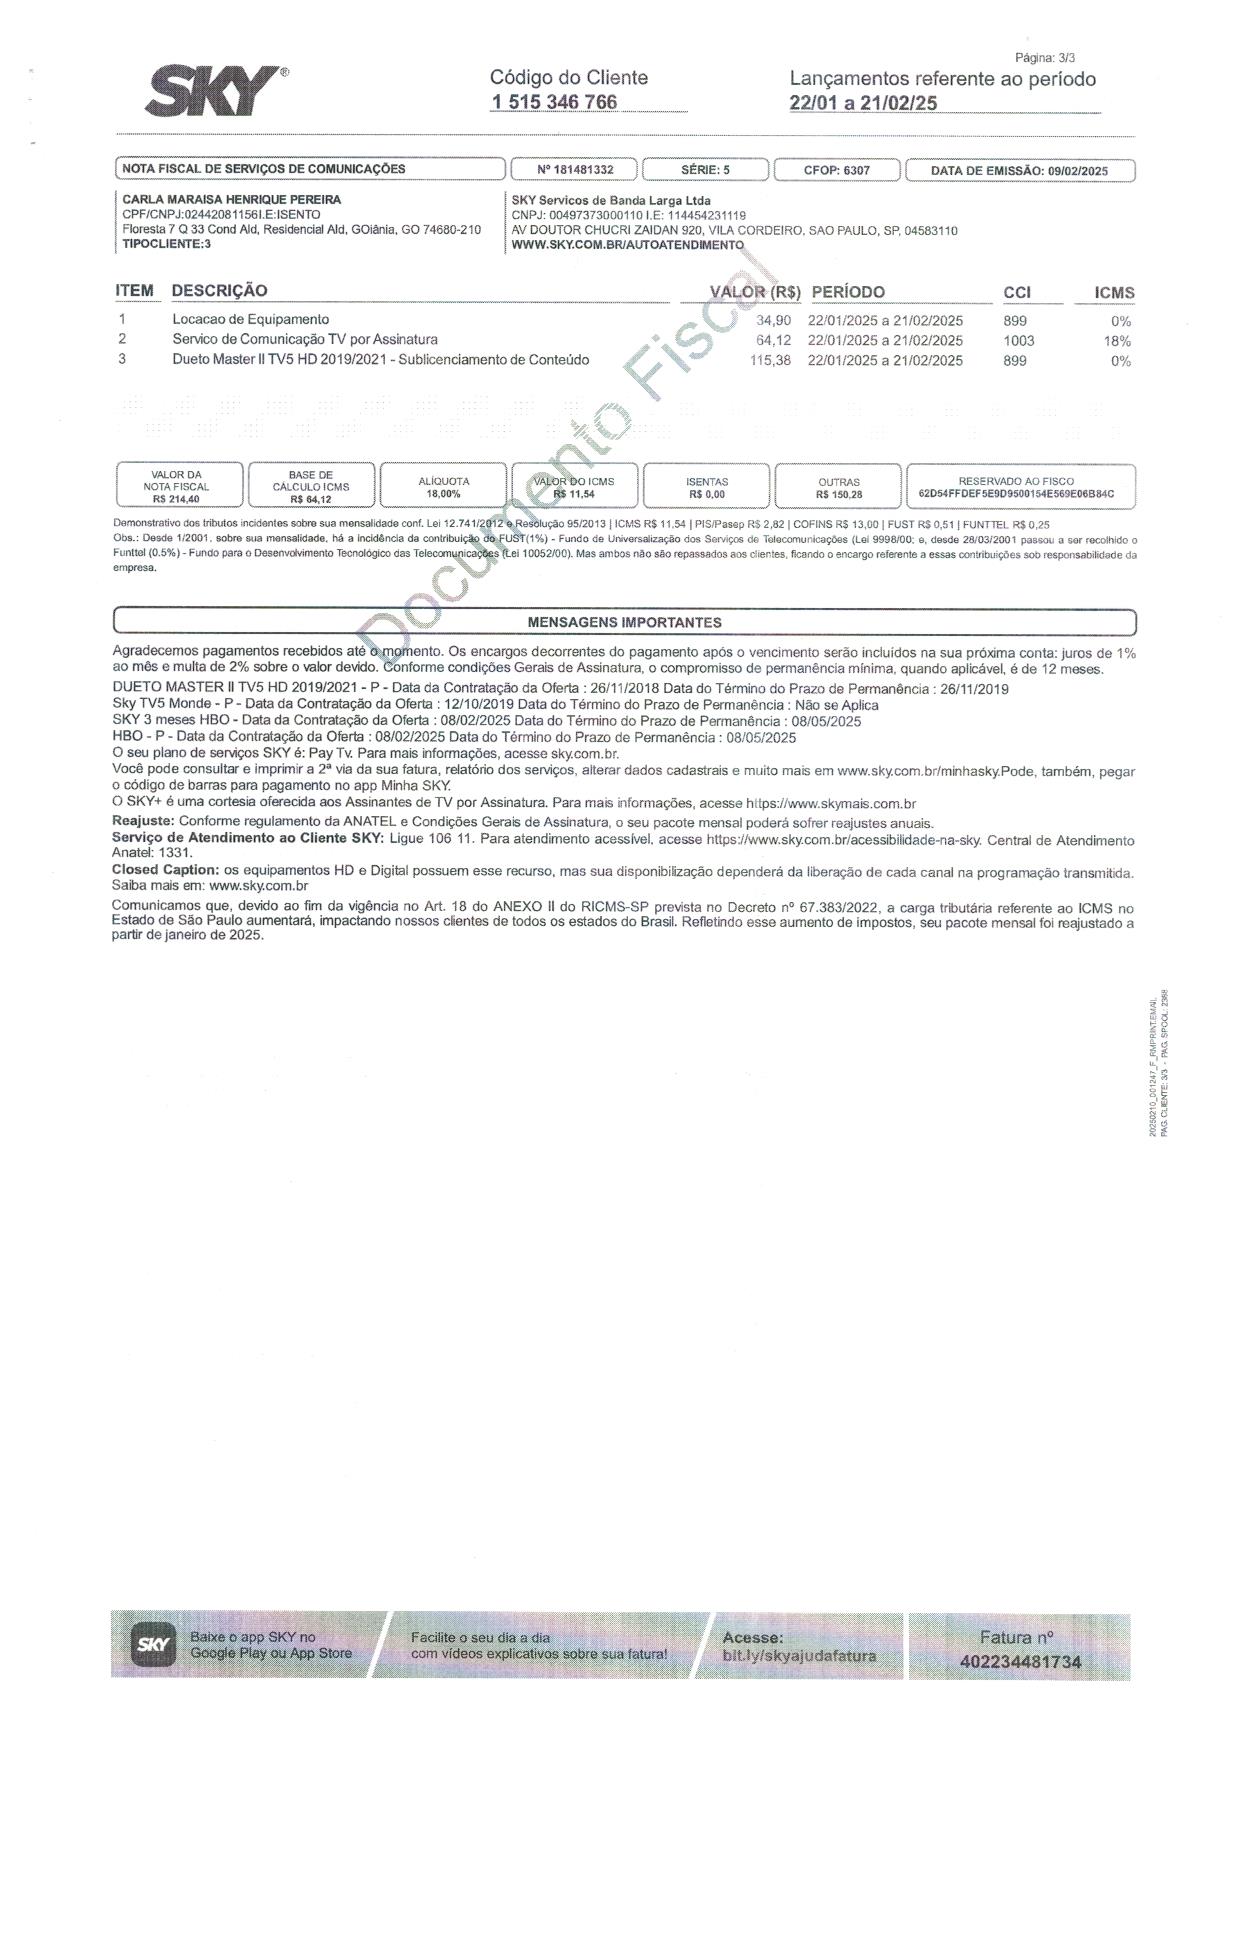 Página: 3/3
SKY®
Código do Cliente
1 515 346 766
Lançamentos referente ao período
22/01 a 21/02/25
NOTA FISCAL DE SERVIÇOS DE COMUNICAÇÕES
Nº 181481332
SÉRIE: 5
CFOP: 6307
DATA DE EMISSÃO: 09/02/2025
CARLA MARAISA HENRIQUE PEREIRA
CPF/CNPJ:02442081156I.E:ISENTO
Floresta 7 Q 33 Cond Ald, Residencial Ald, GOiânia, GO 74680-210
TIPOCLIENTE:3
SKY Servicos de Banda Larga Ltda
CNPJ: 00497373000110 I.E: 114454231119
AV DOUTOR CHUCRI ZAIDAN 920, VILA CORDEIRO, SAO PAULO, SP, 04583110
WWW.SKY.COM.BR/AUTOATENDIMENTO
ITEM DESCRIÇÃO VALOR (R$) PERÍODO CCI ICMS
1 Locacao de Equipamento 34,90 22/01/2025 a 21/02/2025 899 0%
2 Servico de Comunicação TV por Assinatura 64,12 22/01/2025 a 21/02/2025 1003 18%
3 Dueto Master II TV5 HD 2019/2021 - Sublicenciamento de Conteúdo 115,38 22/01/2025 a 21/02/2025 899 0%
Documento Fiscal
VALOR DA
NOTA FISCAL
R$ 214,40
BASE DE
CÁLCULO ICMS
R$ 64,12
ALÍQUOTA
18,00%
VALOR DO ICMS
R$ 11,54
ISENTAS
R$ 0,00
OUTRAS
R$ 150,28
RESERVADO AO FISCO
62D54FFDEF5E9D9500154E569E06B84C
Demonstrativo dos tributos incidentes sobre sua mensalidade conf. Lei 12.741/2012 e Resolução 95/2013 | ICMS R$ 11,54 | PIS/Pasep R$ 2,82 | COFINS R$ 13,00 | FUST R$ 0,51 | FUNTTEL R$ 0,25
Obs.: Desde 1/2001, sobre sua mensalidade, há a incidência da contribuição do FUST(1%) - Fundo de Universalização dos Serviços de Telecomunicações (Lei 9998/00; e, desde 28/03/2001 passou a ser recolhido o
Funttel (0.5%) - Fundo para o Desenvolvimento Tecnológico das Telecomunicações (Lei 10052/00). Mas ambos não são repassados aos clientes, ficando o encargo referente a essas contribuições sob responsabilidade da
empresa.
MENSAGENS IMPORTANTES
Agradecemos pagamentos recebidos até o momento. Os encargos decorrentes do pagamento após o vencimento serão incluídos na sua próxima conta: juros de 1%
ao mês e multa de 2% sobre o valor devido. Conforme condições Gerais de Assinatura, o compromisso de permanência mínima, quando aplicável, é de 12 meses.
DUETO MASTER II TV5 HD 2019/2021 - P - Data da Contratação da Oferta : 26/11/2018 Data do Término do Prazo de Permanência : 26/11/2019
Sky TV5 Monde - P - Data da Contratação da Oferta : 12/10/2019 Data do Término do Prazo de Permanência : Não se Aplica
SKY 3 meses HBO - Data da Contratação da Oferta : 08/02/2025 Data do Término do Prazo de Permanência : 08/05/2025
HBO - P - Data da Contratação da Oferta : 08/02/2025 Data do Término do Prazo de Permanência : 08/05/2025
O seu plano de serviços SKY é: Pay Tv. Para mais informações, acesse sky.com.br.
Você pode consultar e imprimir a 2ª via da sua fatura, relatório dos serviços, alterar dados cadastrais e muito mais em www.sky.com.br/minhasky.Pode, também, pegar
o código de barras para pagamento no app Minha SKY.
O SKY+ é uma cortesia oferecida aos Assinantes de TV por Assinatura. Para mais informações, acesse https://www.skymais.com.br
Reajuste: Conforme regulamento da ANATEL e Condições Gerais de Assinatura, o seu pacote mensal poderá sofrer reajustes anuais.
Serviço de Atendimento ao Cliente SKY: Ligue 106 11. Para atendimento acessível, acesse https://www.sky.com.br/acessibilidade-na-sky. Central de Atendimento
Anatel: 1331.
Closed Caption: os equipamentos HD e Digital possuem esse recurso, mas sua disponibilização dependerá da liberação de cada canal na programação transmitida.
Saiba mais em: www.sky.com.br
Comunicamos que, devido ao fim da vigência no Art. 18 do ANEXO II do RICMS-SP prevista no Decreto nº 67.383/2022, a carga tributária referente ao ICMS no
Estado de São Paulo aumentará, impactando nossos clientes de todos os estados do Brasil. Refletindo esse aumento de impostos, seu pacote mensal foi reajustado a
partir de janeiro de 2025.
20250210_001247_F_RMPRINT.EMAIL
PAG. CLIENTE: 3/3 - PAG. SPOOL: 2368
SKY
Baixe o app SKY no
Google Play ou App Store
Facilite o seu dia a dia
com vídeos explicativos sobre sua fatura!
Acesse:
bit.ly/skyajudafatura
Fatura nº
402234481734